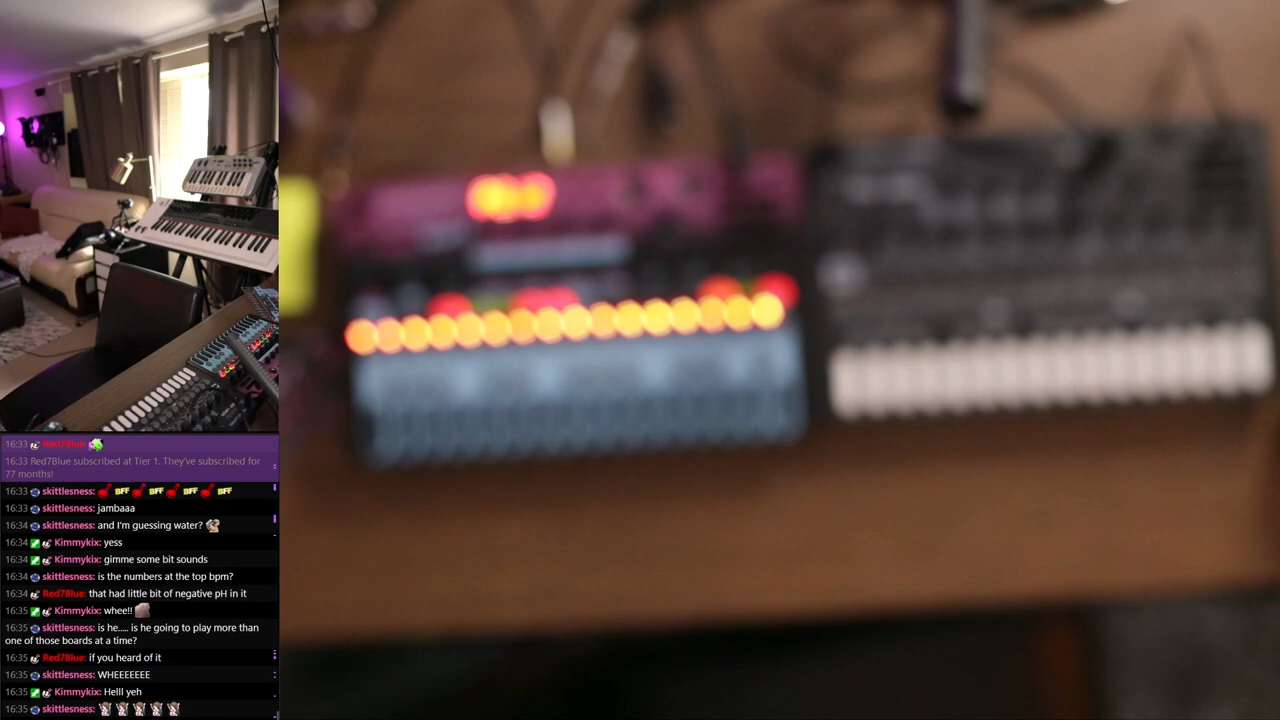 16:33 Red7Blue
16:33 Red7Blue subscribed at Tier 1. They've subscribed for
77 months!
16:33 skittlesness: BFF BFF BFF BFF
16:33 skittlesness: jambaaa
16:34 skittlesness: and I'm guessing water?
16:34 Kimmykix: yess
16:34 Kimmykix: gimme some bit sounds
16:34 skittlesness: is the numbers at the top bpm?
16:34 Red7Blue: that had little bit of negative pH in it
16:35 Kimmykix: whee!!
16:35 skittlesness: is he..... is he going to play more than
one of those boards at a time?
16:35 Red7Blue: if you heard of it
16:35 skittlesness: WHEEEEEEE
16:35 Kimmykix: Helll yeh
16:35 skittlesness: